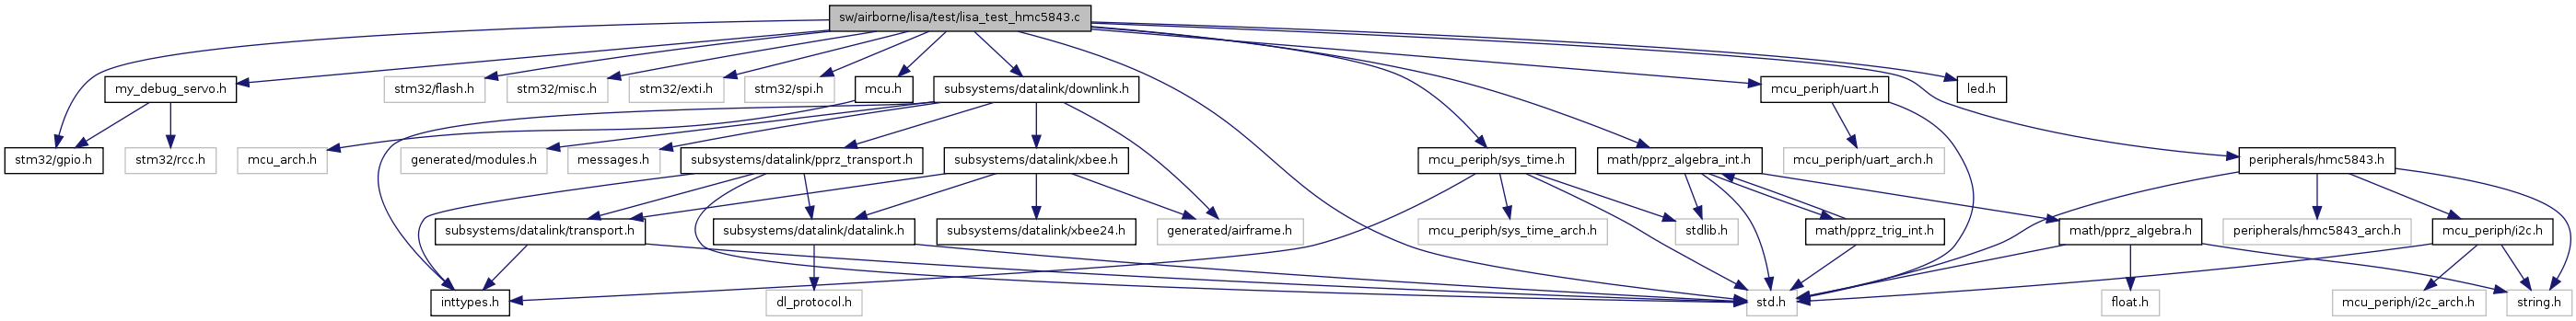 sw/airborne/lisa/test/lisa_test_hmc5843.c
my_debug_servo.h
stm32/flash.h
stm32/misc.h
stm32/exti.h
stm32/spi.h
mcu.h
subsystems/datalink/downlink.h
mcu_periph/uart.h
led.h
stm32/gpio.h
stm32/rcc.h
mcu_arch.h
generated/modules.h
messages.h
subsystems/datalink/pprz_transport.h
subsystems/datalink/xbee.h
mcu_periph/sys_time.h
math/pprz_algebra_int.h
mcu_periph/uart_arch.h
peripherals/hmc5843.h
subsystems/datalink/transport.h
subsystems/datalink/datalink.h
subsystems/datalink/xbee24.h
generated/airframe.h
mcu_periph/sys_time_arch.h
stdlib.h
math/pprz_trig_int.h
math/pprz_algebra.h
peripherals/hmc5843_arch.h
mcu_periph/i2c.h
inttypes.h
dl_protocol.h
std.h
float.h
mcu_periph/i2c_arch.h
string.h